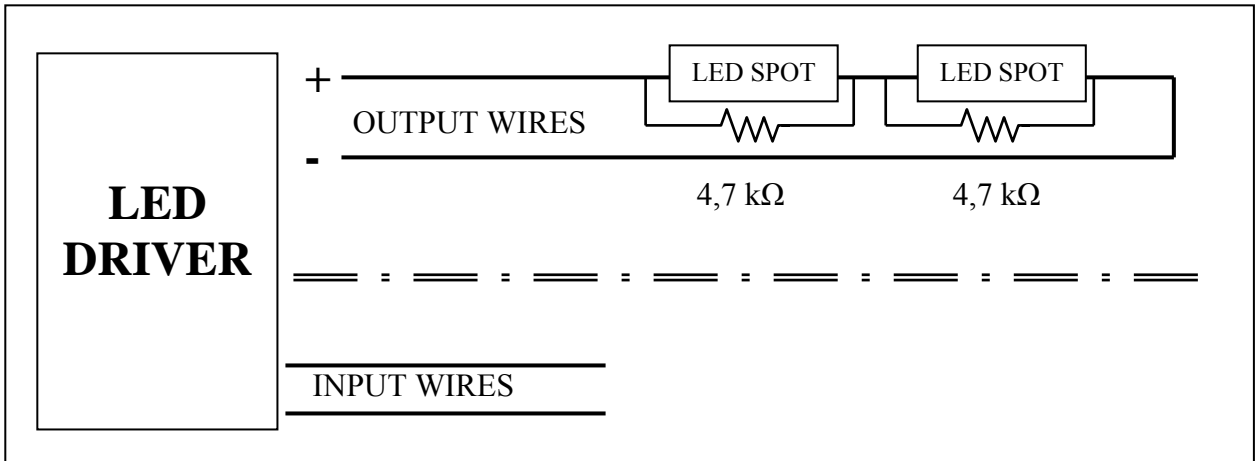 LED
DRIVER
+
OUTPUT WIRES
-
LED SPOT
LED SPOT
4,7 kΩ
4,7 kΩ
INPUT WIRES